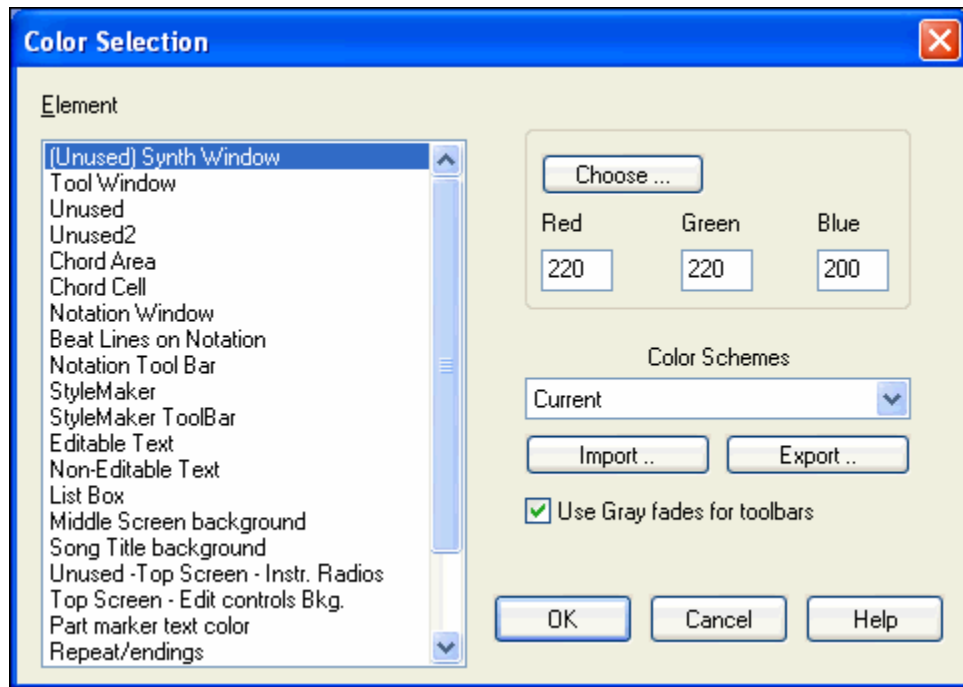 Color Selection
Element
(Unused) Synth Window
Tool Window
Unused
Unused2
Chord Area
Chord Cell
Notation Window
Beat Lines on Notation
Notation Tool Bar
StyleMaker
StyleMaker ToolBar
Editable Text
Non-Editable Text
List Box
Middle Screen background
Song Title background
Unused -Top Screen - Instr. Radios
Top Screen - Edit controls Bkg.
Part marker text color
Repeat/endings
Choose ...
Red Green Blue
220 220 200
Color Schemes
Current
Import .. Export ..
Use Gray fades for toolbars
OK Cancel Help